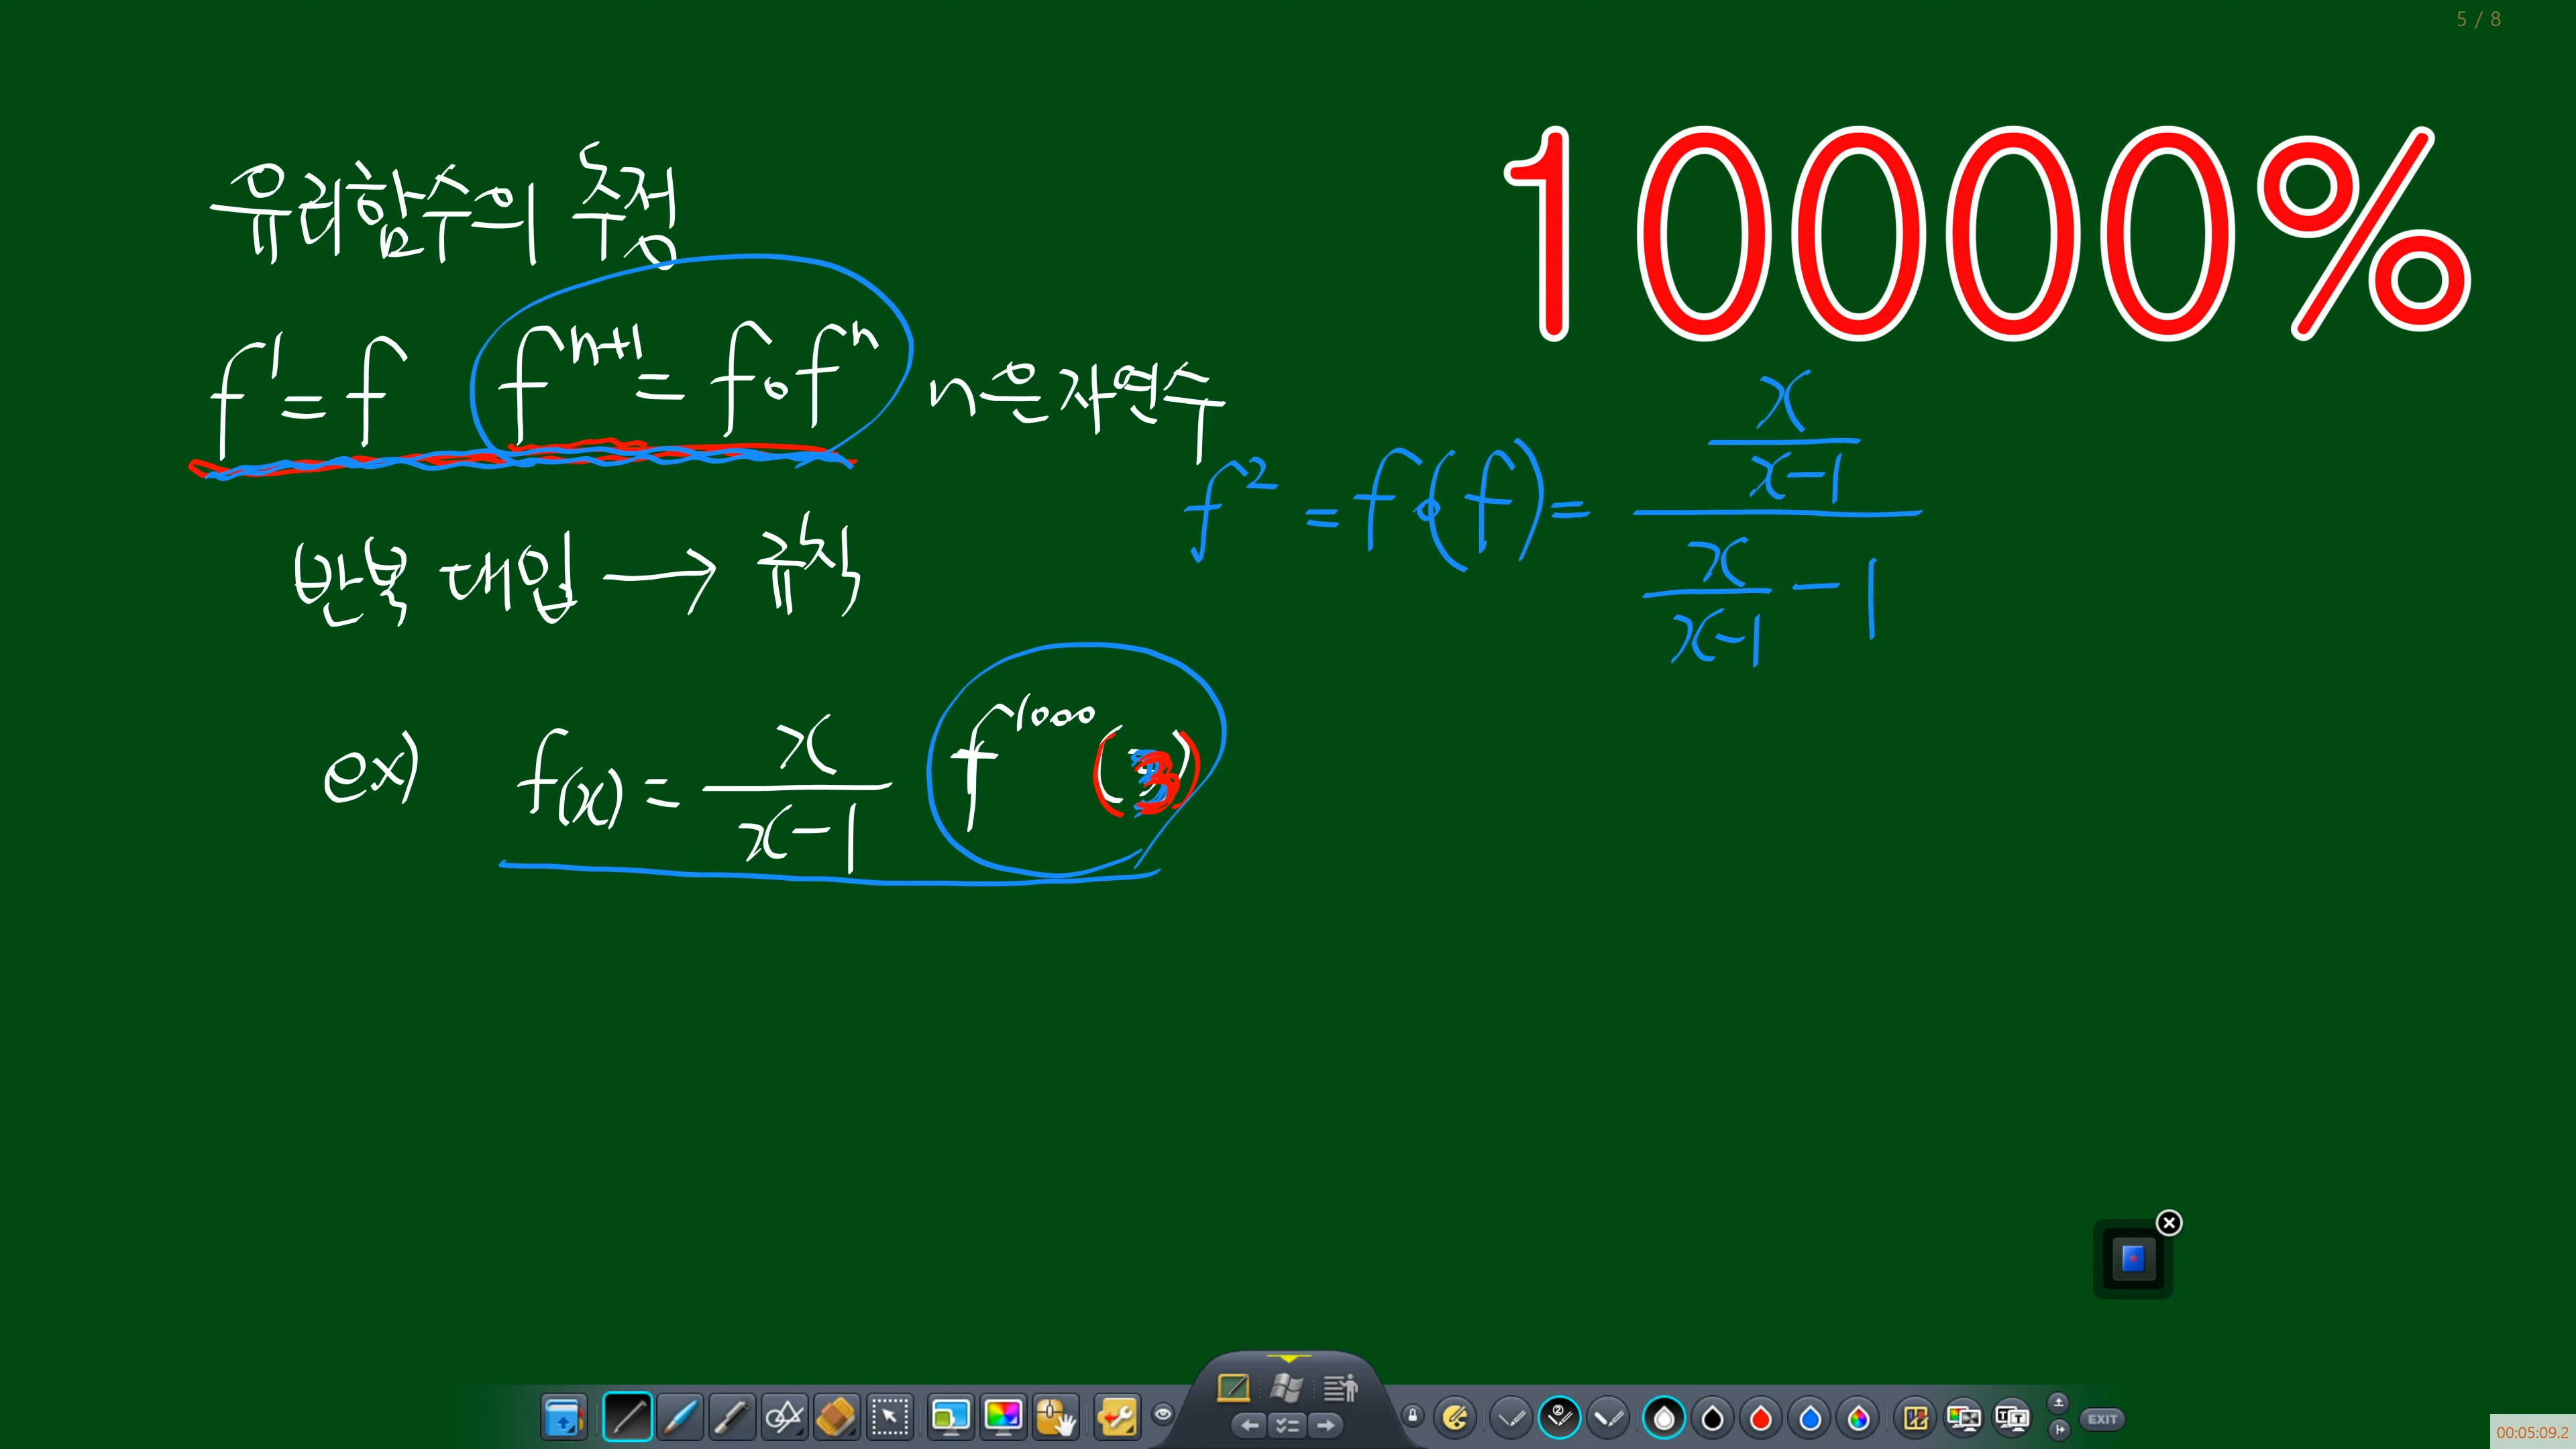 5 / 8
10000%
유리함수의 추정
f¹ = f   fⁿ⁺¹ = f∘fⁿ   n은 자연수
f² = f∘(f) = (x/(x-1)) / (x/(x-1) - 1)
반복 대입 → 규칙
ex) f(x) = x/(x-1)   f¹⁰⁰⁰(3)
EXIT
00:05:09.2